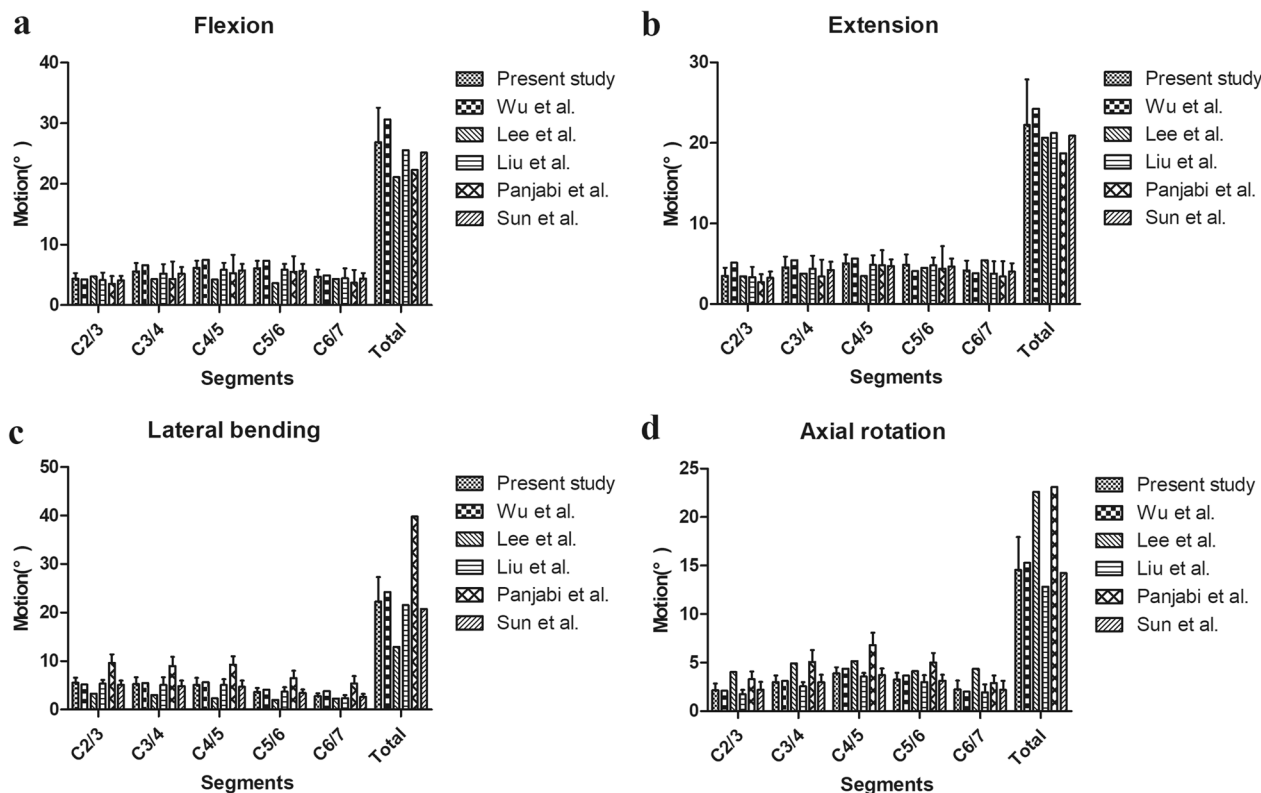 a
Flexion
Motion(°)
40
30
20
10
0
C2/3
C3/4
C4/5
C5/6
C6/7
Total
Segments
Present study
Wu et al.
Lee et al.
Liu et al.
Panjabi et al.
Sun et al.
b
Extension
Motion(°)
30
20
10
0
C2/3
C3/4
C4/5
C5/6
C6/7
Total
Segments
Present study
Wu et al.
Lee et al.
Liu et al.
Panjabi et al.
Sun et al.
c
Lateral bending
Motion(°)
50
40
30
20
10
0
C2/3
C3/4
C4/5
C5/6
C6/7
Total
Segments
Present study
Wu et al.
Lee et al.
Liu et al.
Panjabi et al.
Sun et al.
d
Axial rotation
Motion(°)
25
20
15
10
5
0
C2/3
C3/4
C4/5
C5/6
C6/7
Total
Segments
Present study
Wu et al.
Lee et al.
Liu et al.
Panjabi et al.
Sun et al.